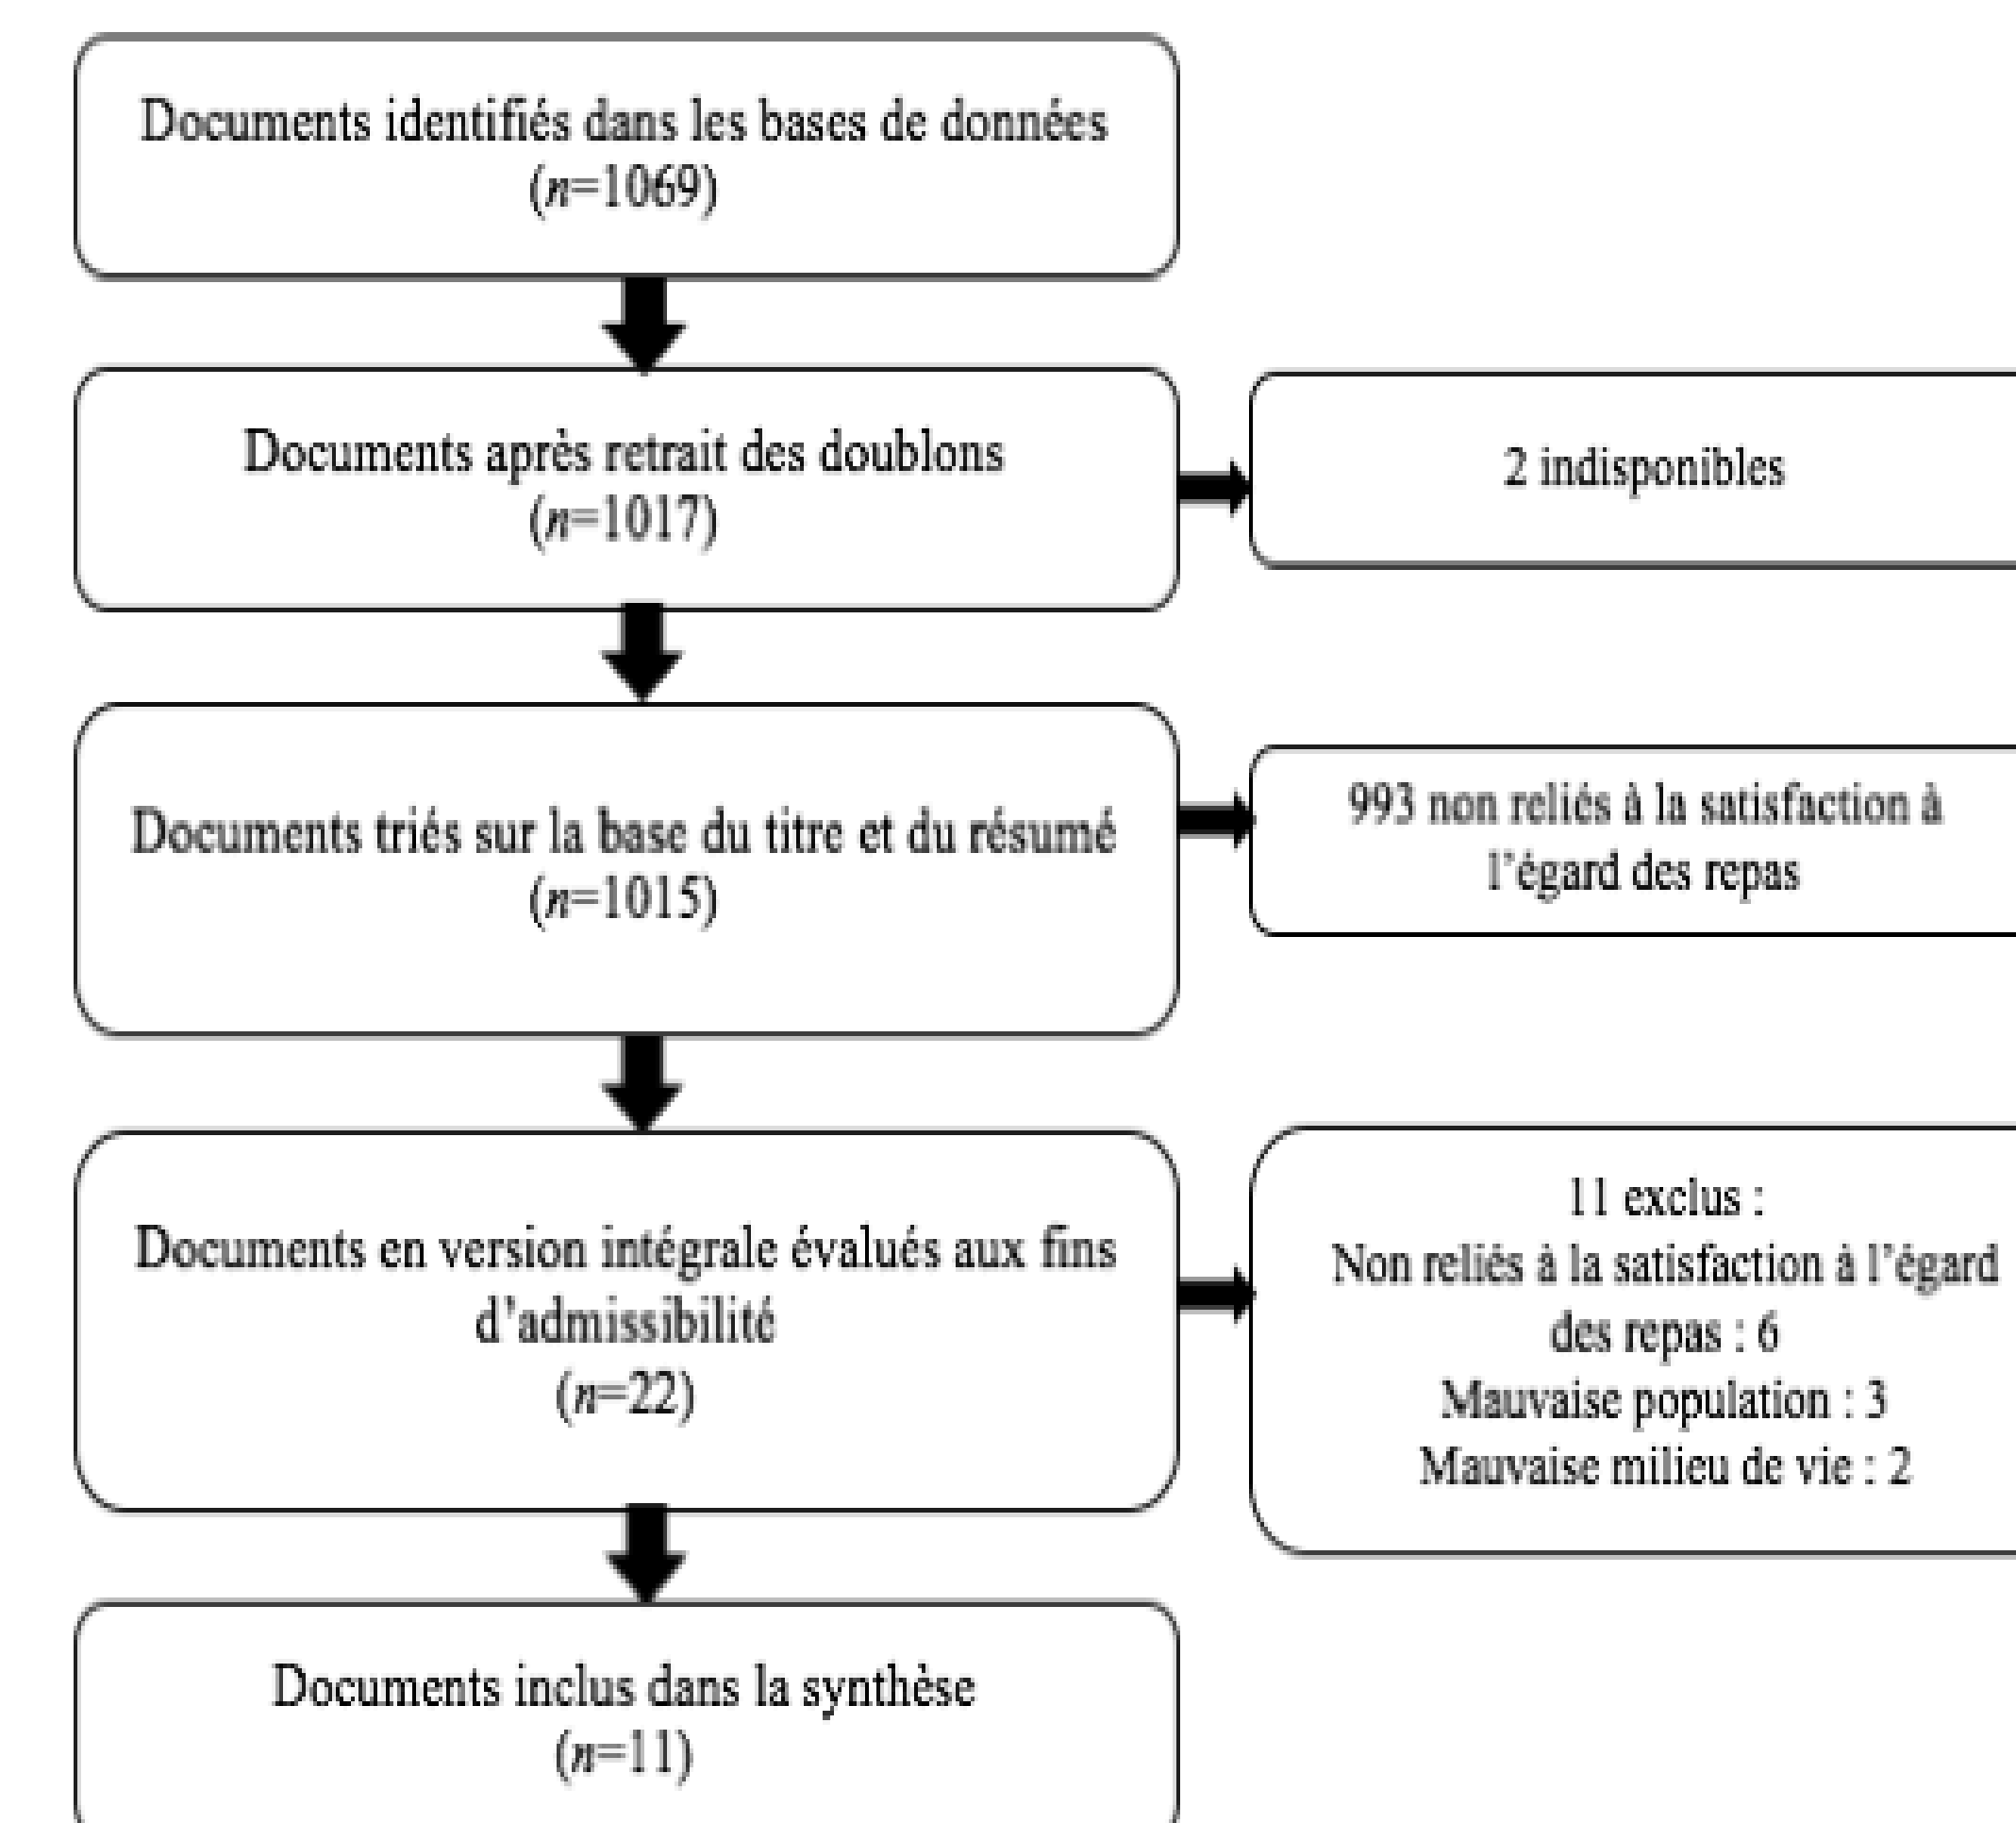 Documents identifiés dans les bases de données
(n=1069)
Documents après retrait des doublons
(n=1017)
2 indisponibles
Documents triés sur la base du titre et du résumé
(n=1015)
993 non reliés à la satisfaction à
l'égard des repas
Documents en version intégrale évalués aux fins
d'admissibilité
(n=22)
11 exclus :
Non reliés à la satisfaction à l'égard
des repas : 6
Mauvaise population : 3
Mauvaise milieu de vie : 2
Documents inclus dans la synthèse
(n=11)